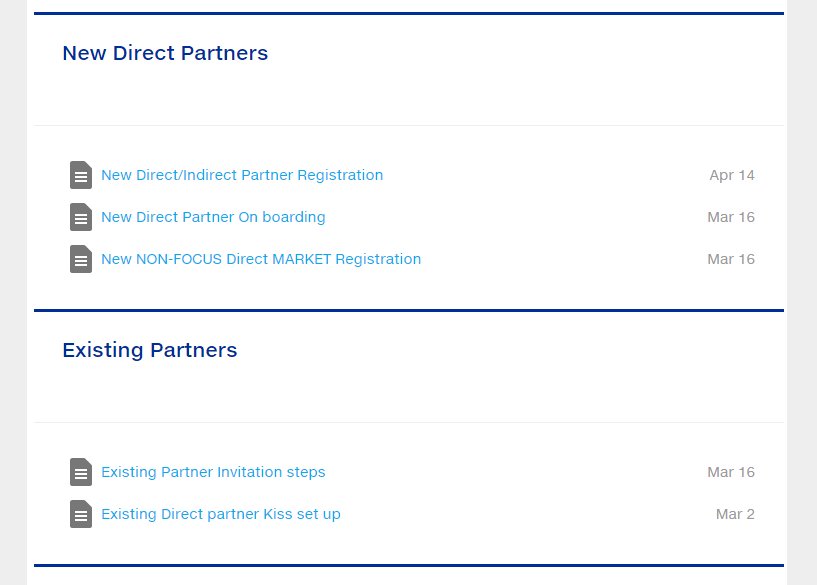 New Direct Partners
New Direct/Indirect Partner Registration Apr 14
New Direct Partner On boarding Mar 16
New NON-FOCUS Direct MARKET Registration Mar 16
Existing Partners
Existing Partner Invitation steps Mar 16
Existing Direct partner Kiss set up Mar 2